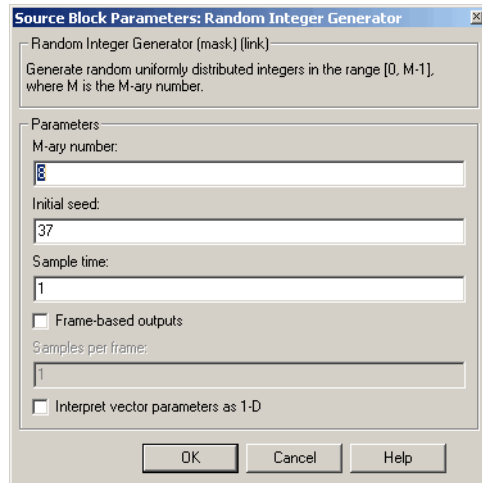 Source Block Parameters: Random Integer Generator
Random Integer Generator (mask) (link)
Generate random uniformly distributed integers in the range [0, M-1],
where M is the M-ary number.
Parameters
M-ary number:
8
Initial seed:
37
Sample time:
1
Frame-based outputs
Samples per frame:
1
Interpret vector parameters as 1-D
OK Cancel Help